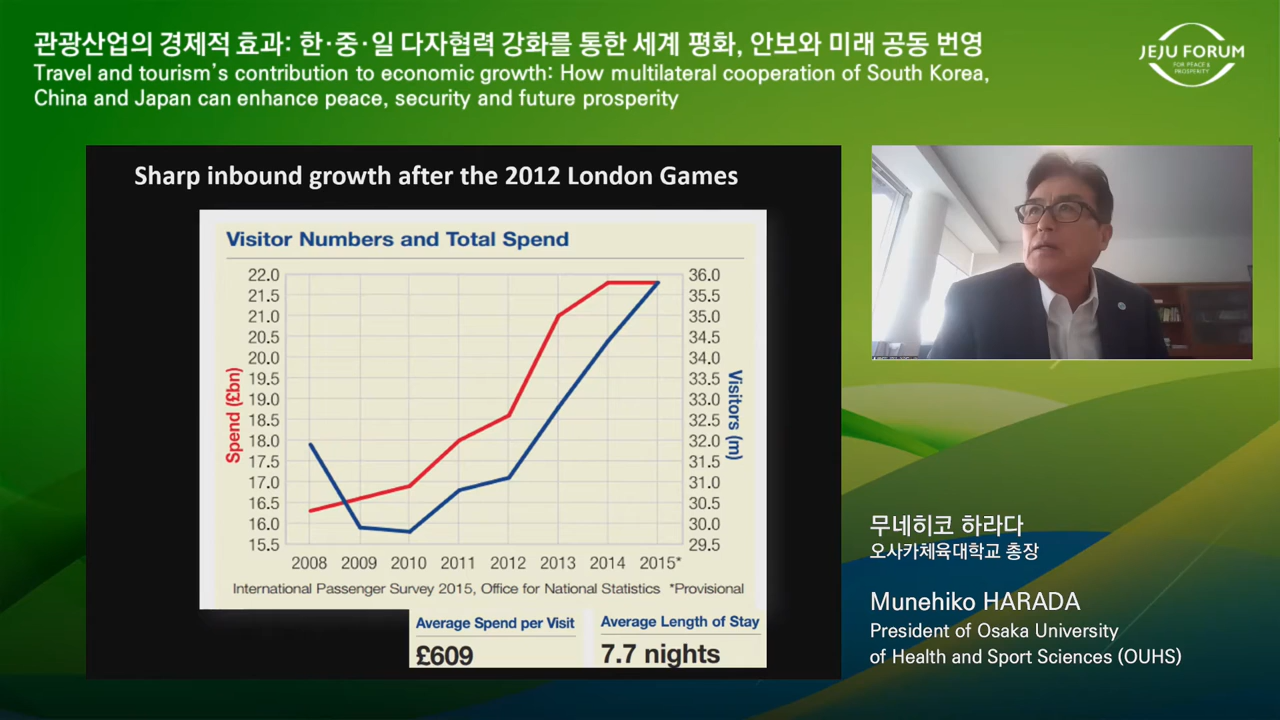 관광산업의 경제적 효과: 한·중·일 다자협력 강화를 통한 세계 평화, 안보와 미래 공동 번영
Travel and tourism's contribution to economic growth: How multilateral cooperation of South Korea,
China and Japan can enhance peace, security and future prosperity
JEJU FORUM
FOR PEACE &
PROSPERITY
Sharp inbound growth after the 2012 London Games
Visitor Numbers and Total Spend
Spend (£bn)
22.0
21.5
21.0
20.5
20.0
19.5
19.0
18.5
18.0
17.5
17.0
16.5
16.0
15.5
36.0
35.5
35.0
34.5
34.0
33.5
33.0
32.5
32.0
31.5
31.0
30.5
30.0
29.5
Visitors (m)
2008 2009 2010 2011 2012 2013 2014 2015*
International Passenger Survey 2015, Office for National Statistics *Provisional
Average Spend per Visit
£609
Average Length of Stay
7.7 nights
무네히코 하라다
오사카체육대학교 총장
Munehiko HARADA
President of Osaka University
of Health and Sport Sciences (OUHS)